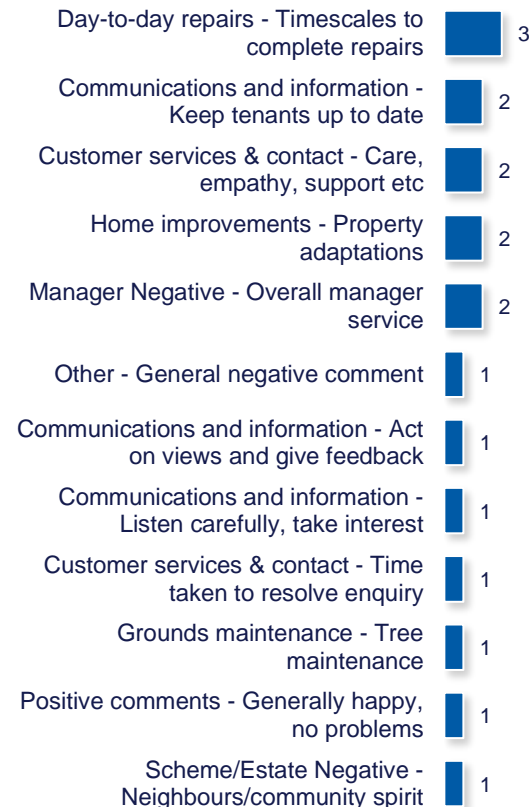 Day-to-day repairs - Timescales to
complete repairs
3
Communications and information -
Keep tenants up to date
2
Customer services & contact - Care,
empathy, support etc
2
Home improvements - Property
adaptations
2
Manager Negative - Overall manager
service
2
Other - General negative comment
1
Communications and information - Act
on views and give feedback
1
Communications and information -
Listen carefully, take interest
1
Customer services & contact - Time
taken to resolve enquiry
1
Grounds maintenance - Tree
maintenance
1
Positive comments - Generally happy,
no problems
1
Scheme/Estate Negative -
Neighbours/community spirit
1